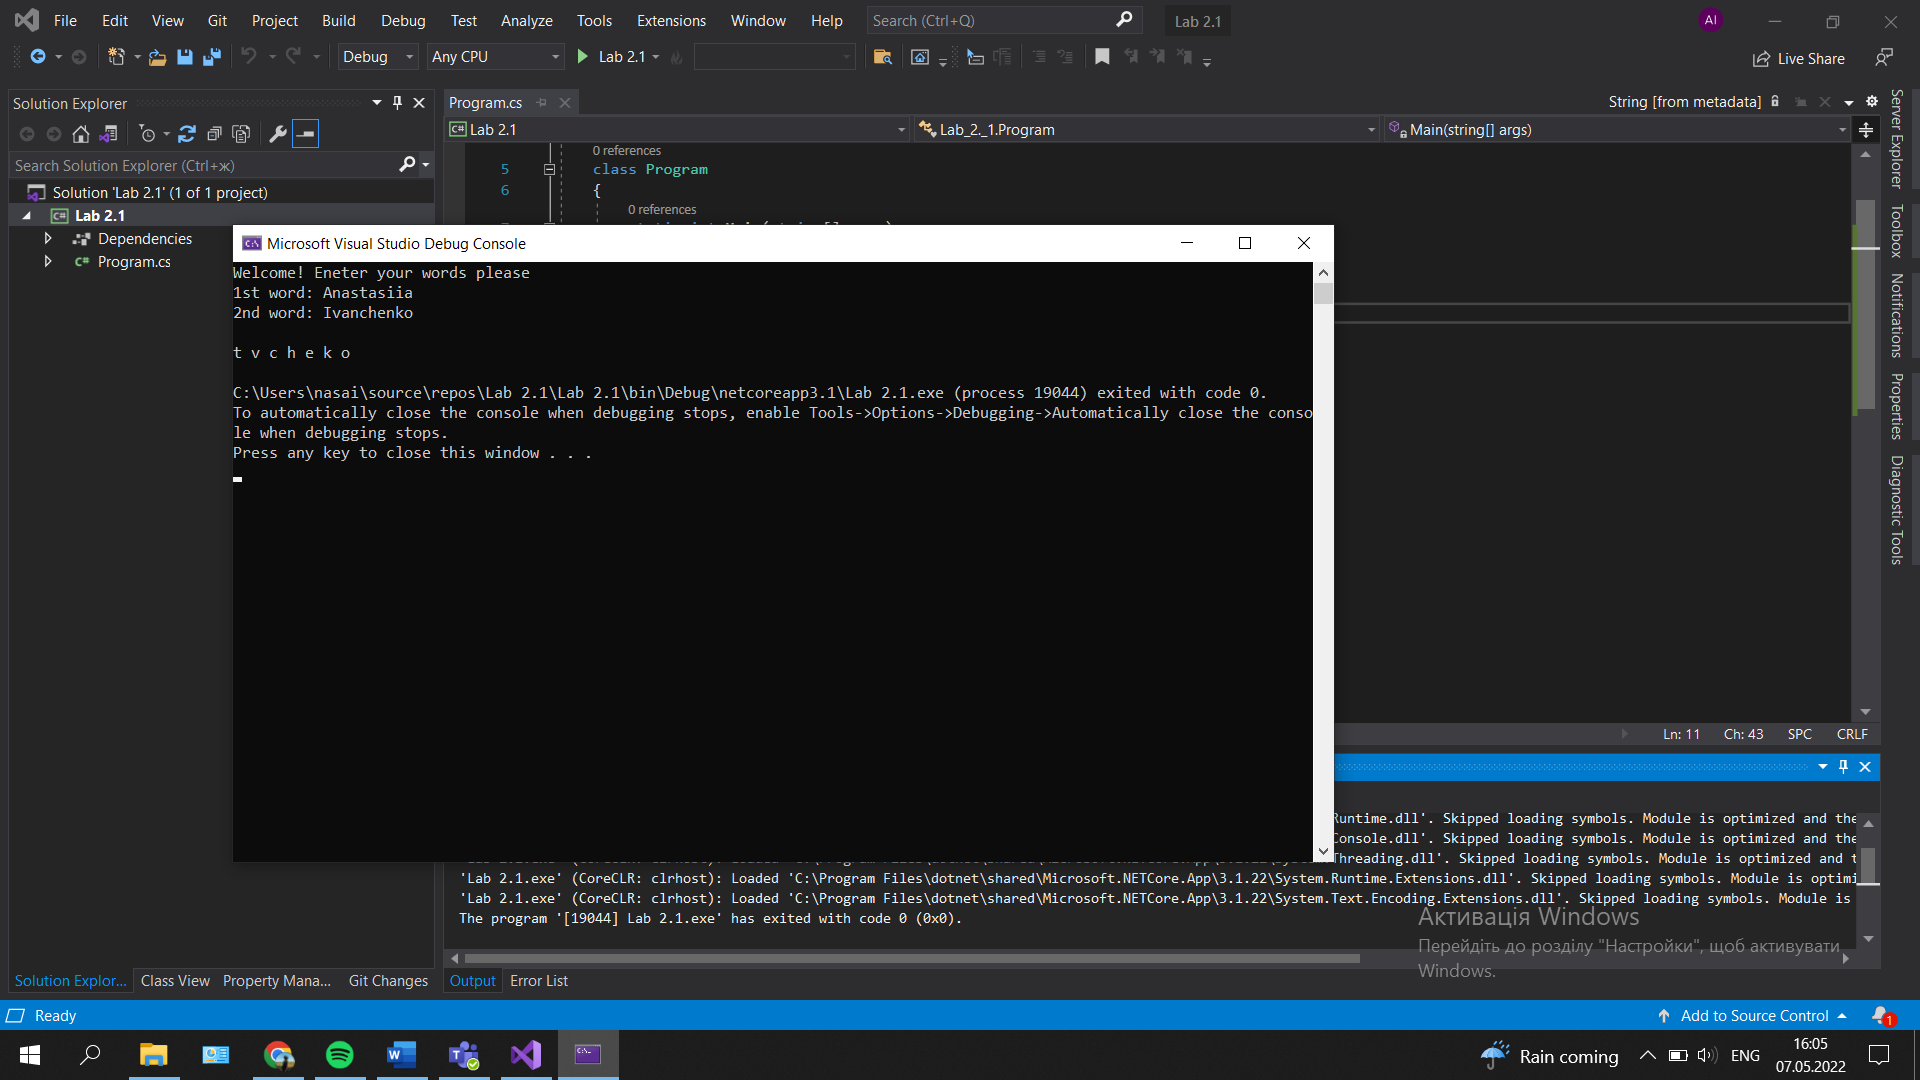 File Edit View Git Project Build Debug Test Analyze Tools Extensions Window Help Search (Ctrl+Q) Lab 2.1 AI
Debug Any CPU Lab 2.1 Live Share
Solution Explorer
Search Solution Explorer (Ctrl+ж)
Solution 'Lab 2.1' (1 of 1 project)
C# Lab 2.1
Dependencies
C# Program.cs
Program.cs String [from metadata]
C# Lab 2.1 Lab_2._1.Program Main(string[] args)
0 references
5 class Program
6 {
0 references
Microsoft Visual Studio Debug Console
Welcome! Eneter your words please
1st word: Anastasiia
2nd word: Ivanchenko
t v c h e k o
C:\Users\nasai\source\repos\Lab 2.1\Lab 2.1\bin\Debug\netcoreapp3.1\Lab 2.1.exe (process 19044) exited with code 0.
To automatically close the console when debugging stops, enable Tools->Options->Debugging->Automatically close the conso
le when debugging stops.
Press any key to close this window . . .
Server Explorer
Toolbox
Notifications
Properties
Diagnostic Tools
Ln: 11 Ch: 43 SPC CRLF
Runtime.dll'. Skipped loading symbols. Module is optimized and the
Console.dll'. Skipped loading symbols. Module is optimized and the
Threading.dll'. Skipped loading symbols. Module is optimized and t
'Lab 2.1.exe' (CoreCLR: clrhost): Loaded 'C:\Program Files\dotnet\shared\Microsoft.NETCore.App\3.1.22\System.Runtime.Extensions.dll'. Skipped loading symbols. Module is optimi
'Lab 2.1.exe' (CoreCLR: clrhost): Loaded 'C:\Program Files\dotnet\shared\Microsoft.NETCore.App\3.1.22\System.Text.Encoding.Extensions.dll'. Skipped loading symbols. Module is
The program '[19044] Lab 2.1.exe' has exited with code 0 (0x0).
Активація Windows
Перейдіть до розділу "Настройки", щоб активувати
Windows.
Solution Explor... Class View Property Mana... Git Changes Output Error List
Ready Add to Source Control 1
Rain coming ENG 16:05
07.05.2022